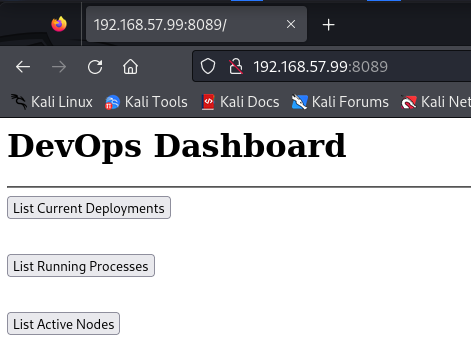 192.168.57.99:8089/
192.168.57.99:8089
Kali Linux Kali Tools Kali Docs Kali Forums Kali Net
DevOps Dashboard
List Current Deployments
List Running Processes
List Active Nodes